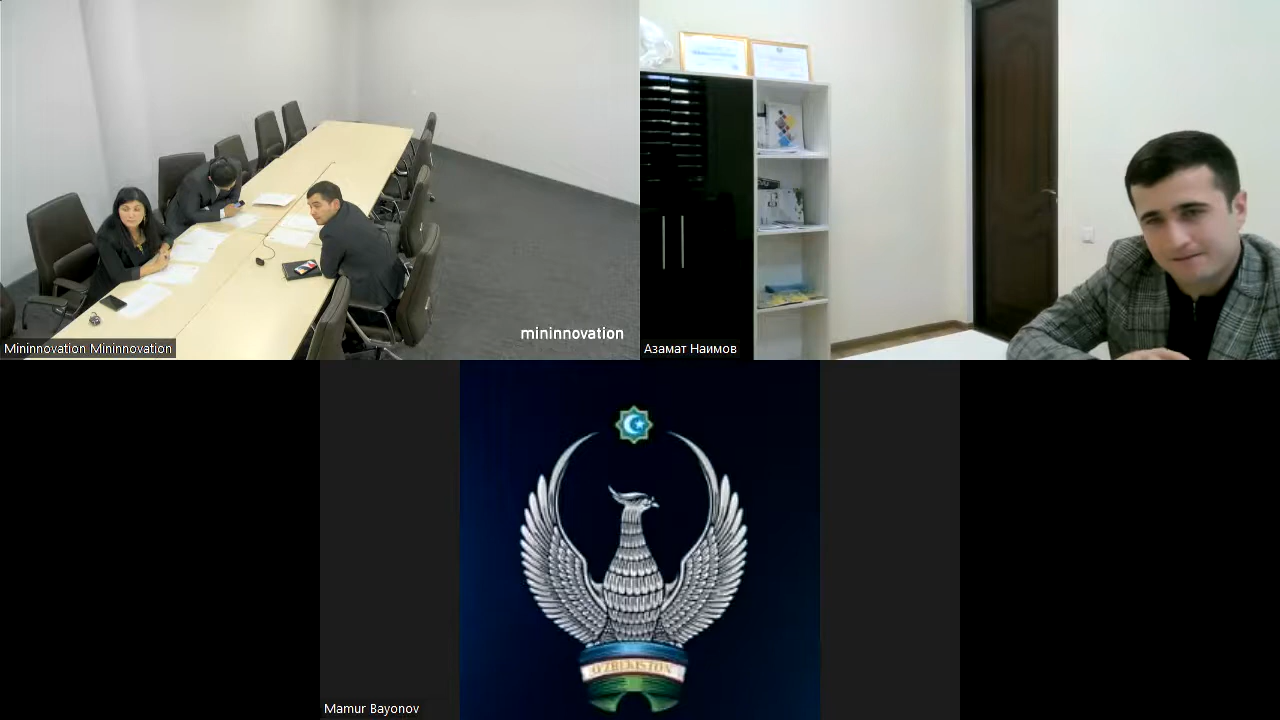 mininnovation
Mininnovation Mininnovation
Азамат Наимов
O'ZBEKISTON
Mamur Bayonov